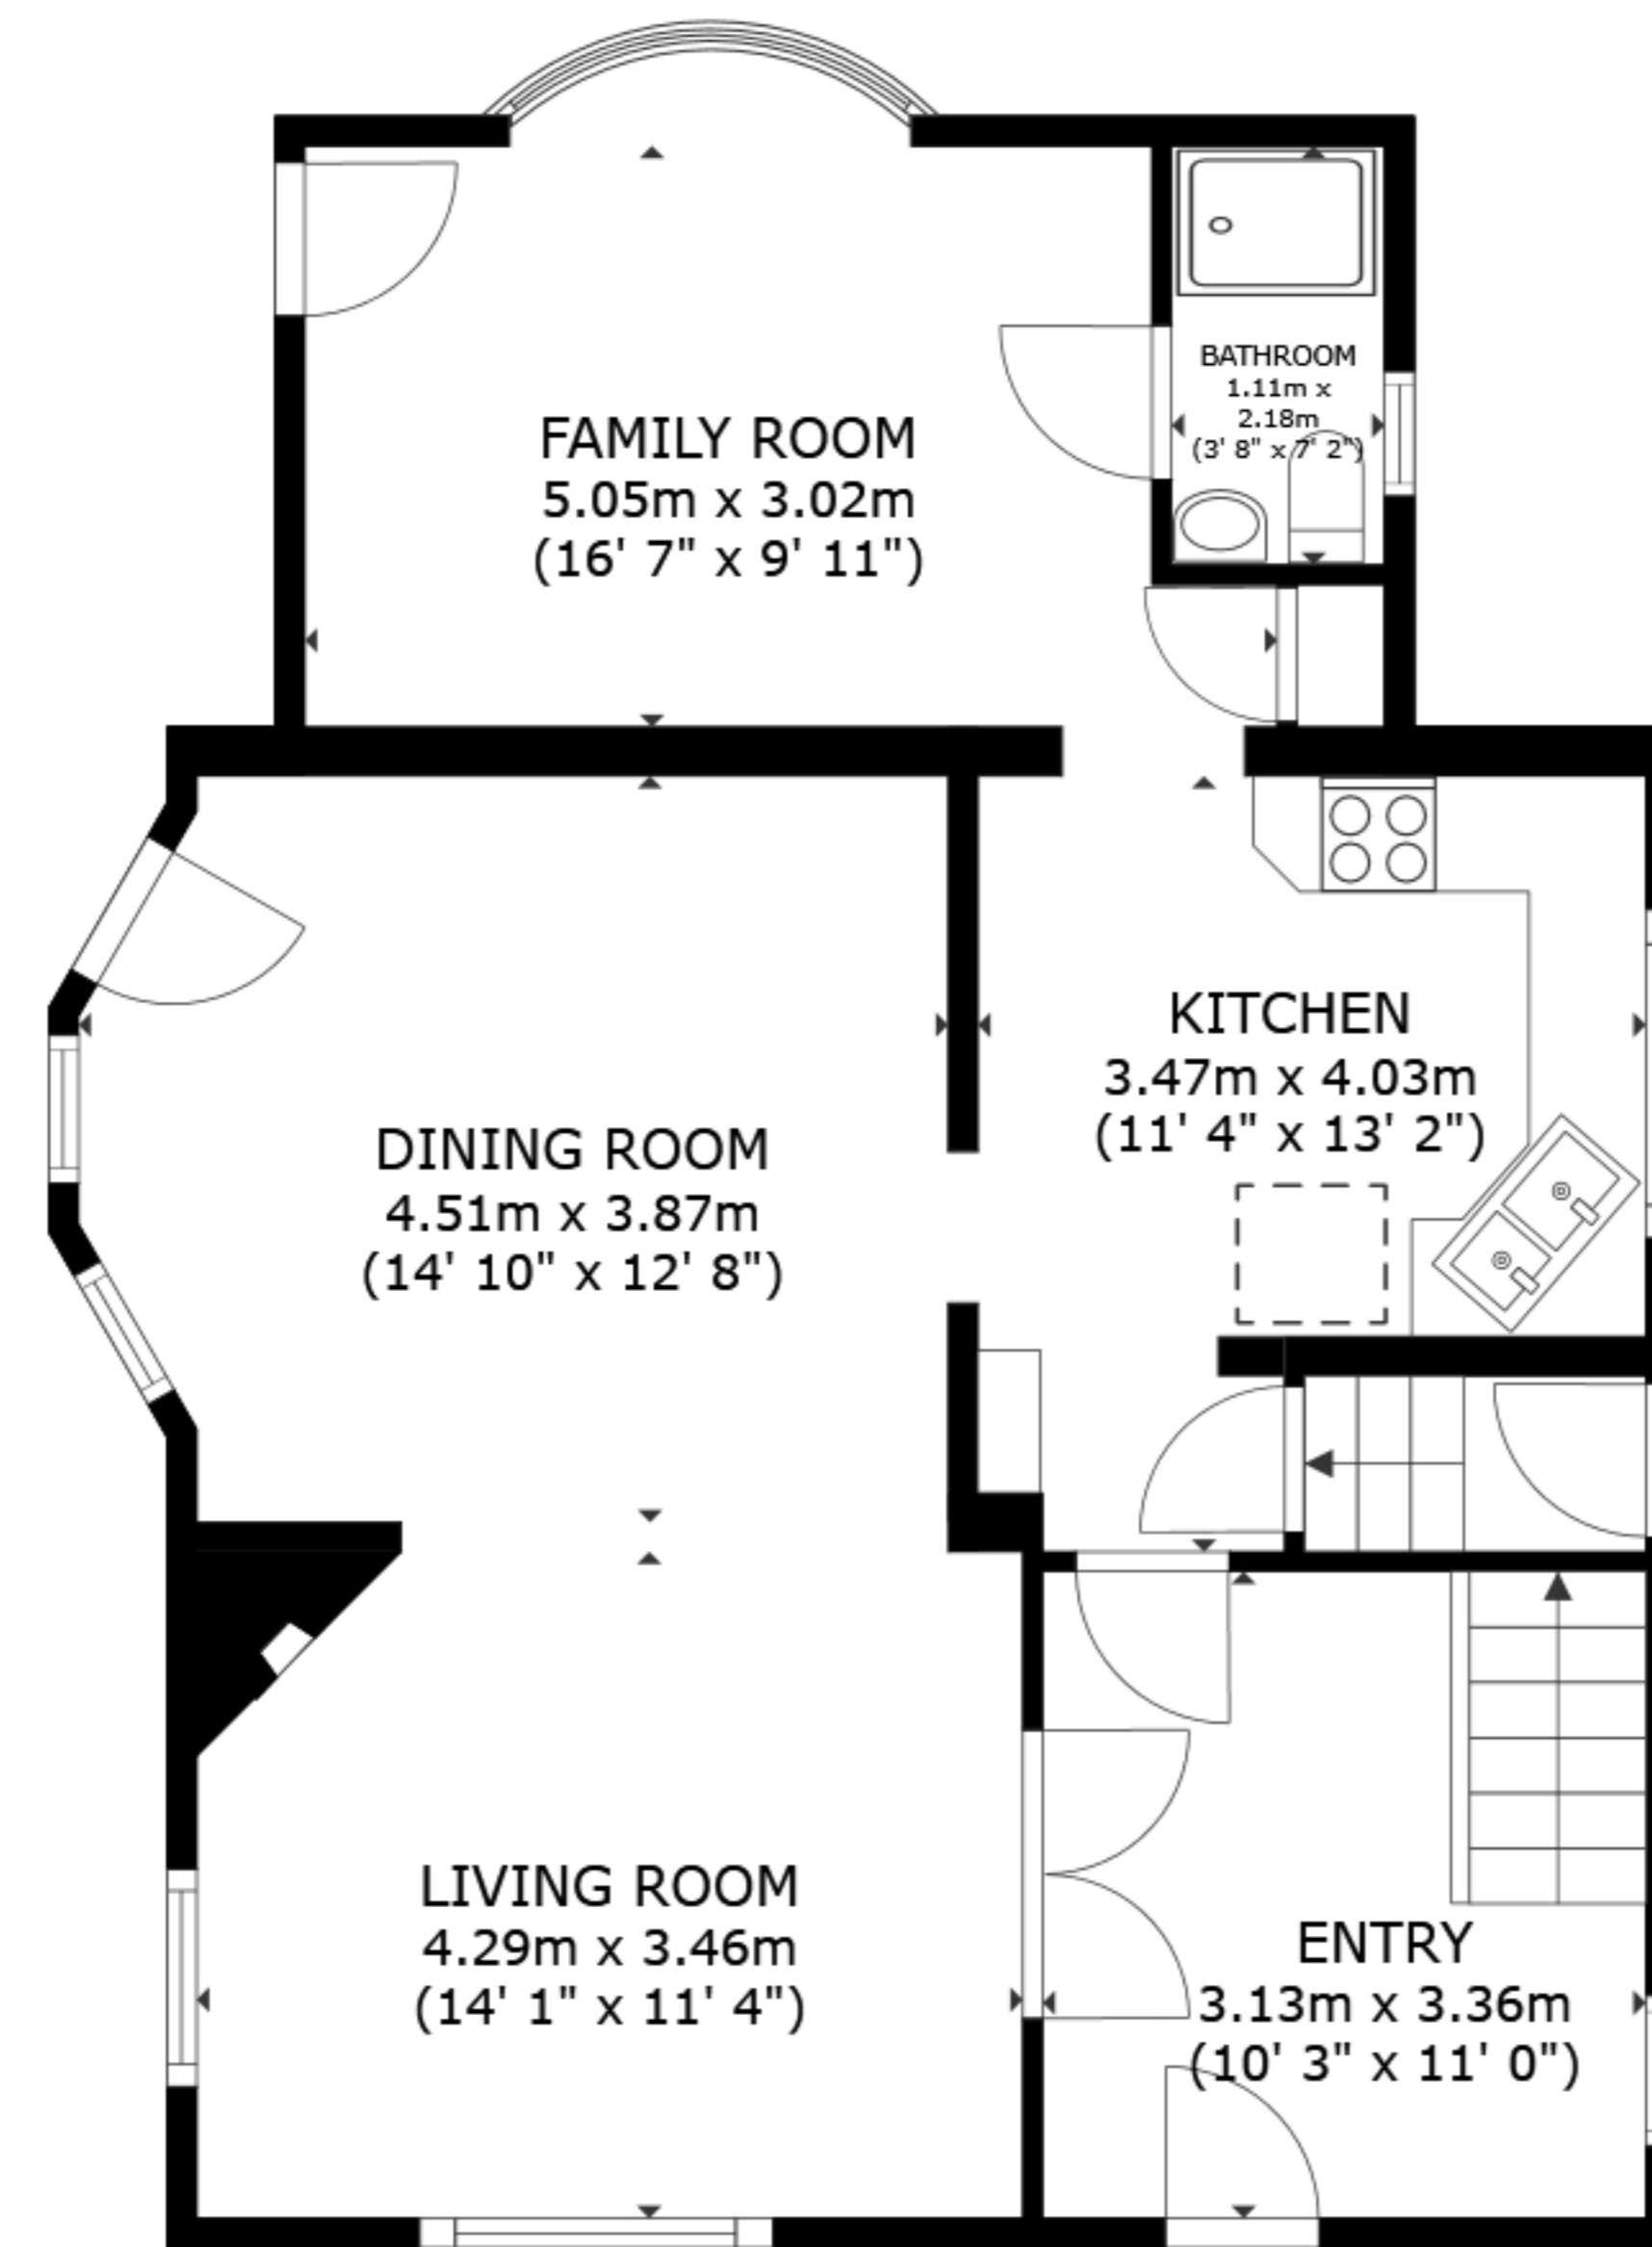 FAMILY ROOM
5.05m x 3.02m
(16' 7" x 9' 11")
BATHROOM
1.11m x
2.18m
(3' 8" x 7' 2")
KITCHEN
3.47m x 4.03m
(11' 4" x 13' 2")
DINING ROOM
4.51m x 3.87m
(14' 10" x 12' 8")
LIVING ROOM
4.29m x 3.46m
(14' 1" x 11' 4")
ENTRY
3.13m x 3.36m
(10' 3" x 11' 0")